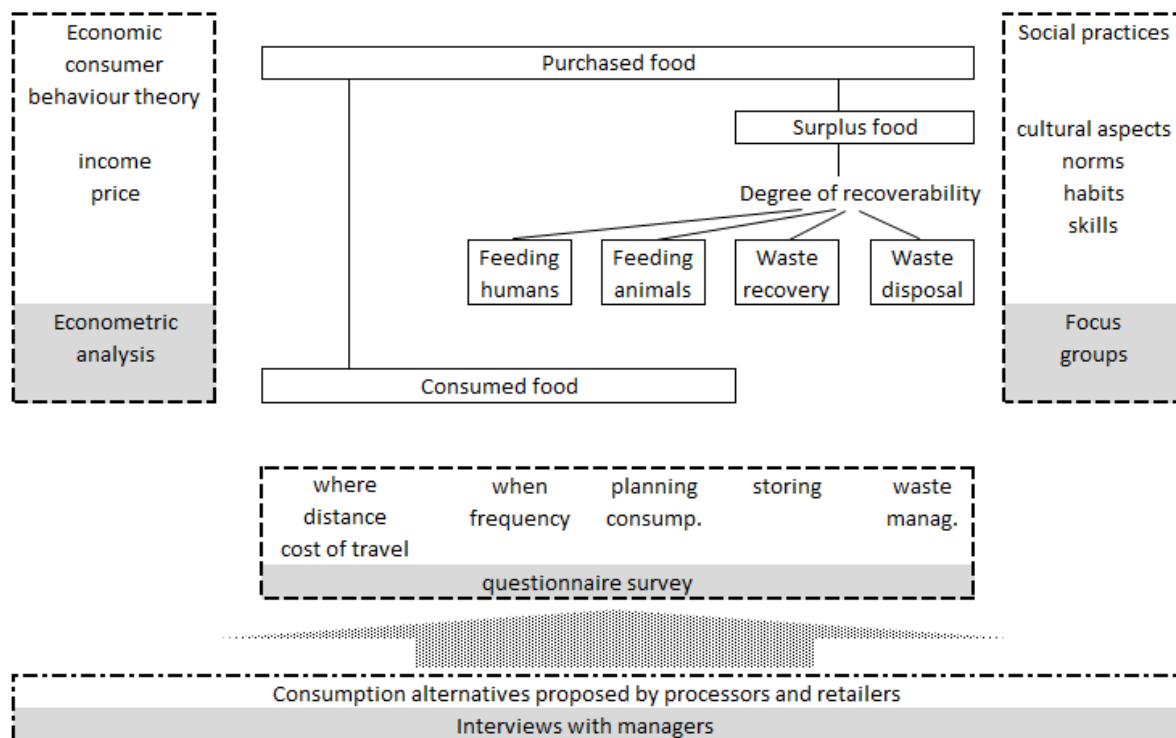 Economic
consumer
behaviour theory
income
price
Econometric
analysis
Purchased food
Surplus food
Degree of recoverability
Feeding
humans
Feeding
animals
Waste
recovery
Waste
disposal
Consumed food
Social practices
cultural aspects
norms
habits
skills
Focus
groups
where
distance
cost of travel
when
frequency
planning
consump.
storing
waste
manag.
questionnaire survey
Consumption alternatives proposed by processors and retailers
Interviews with managers